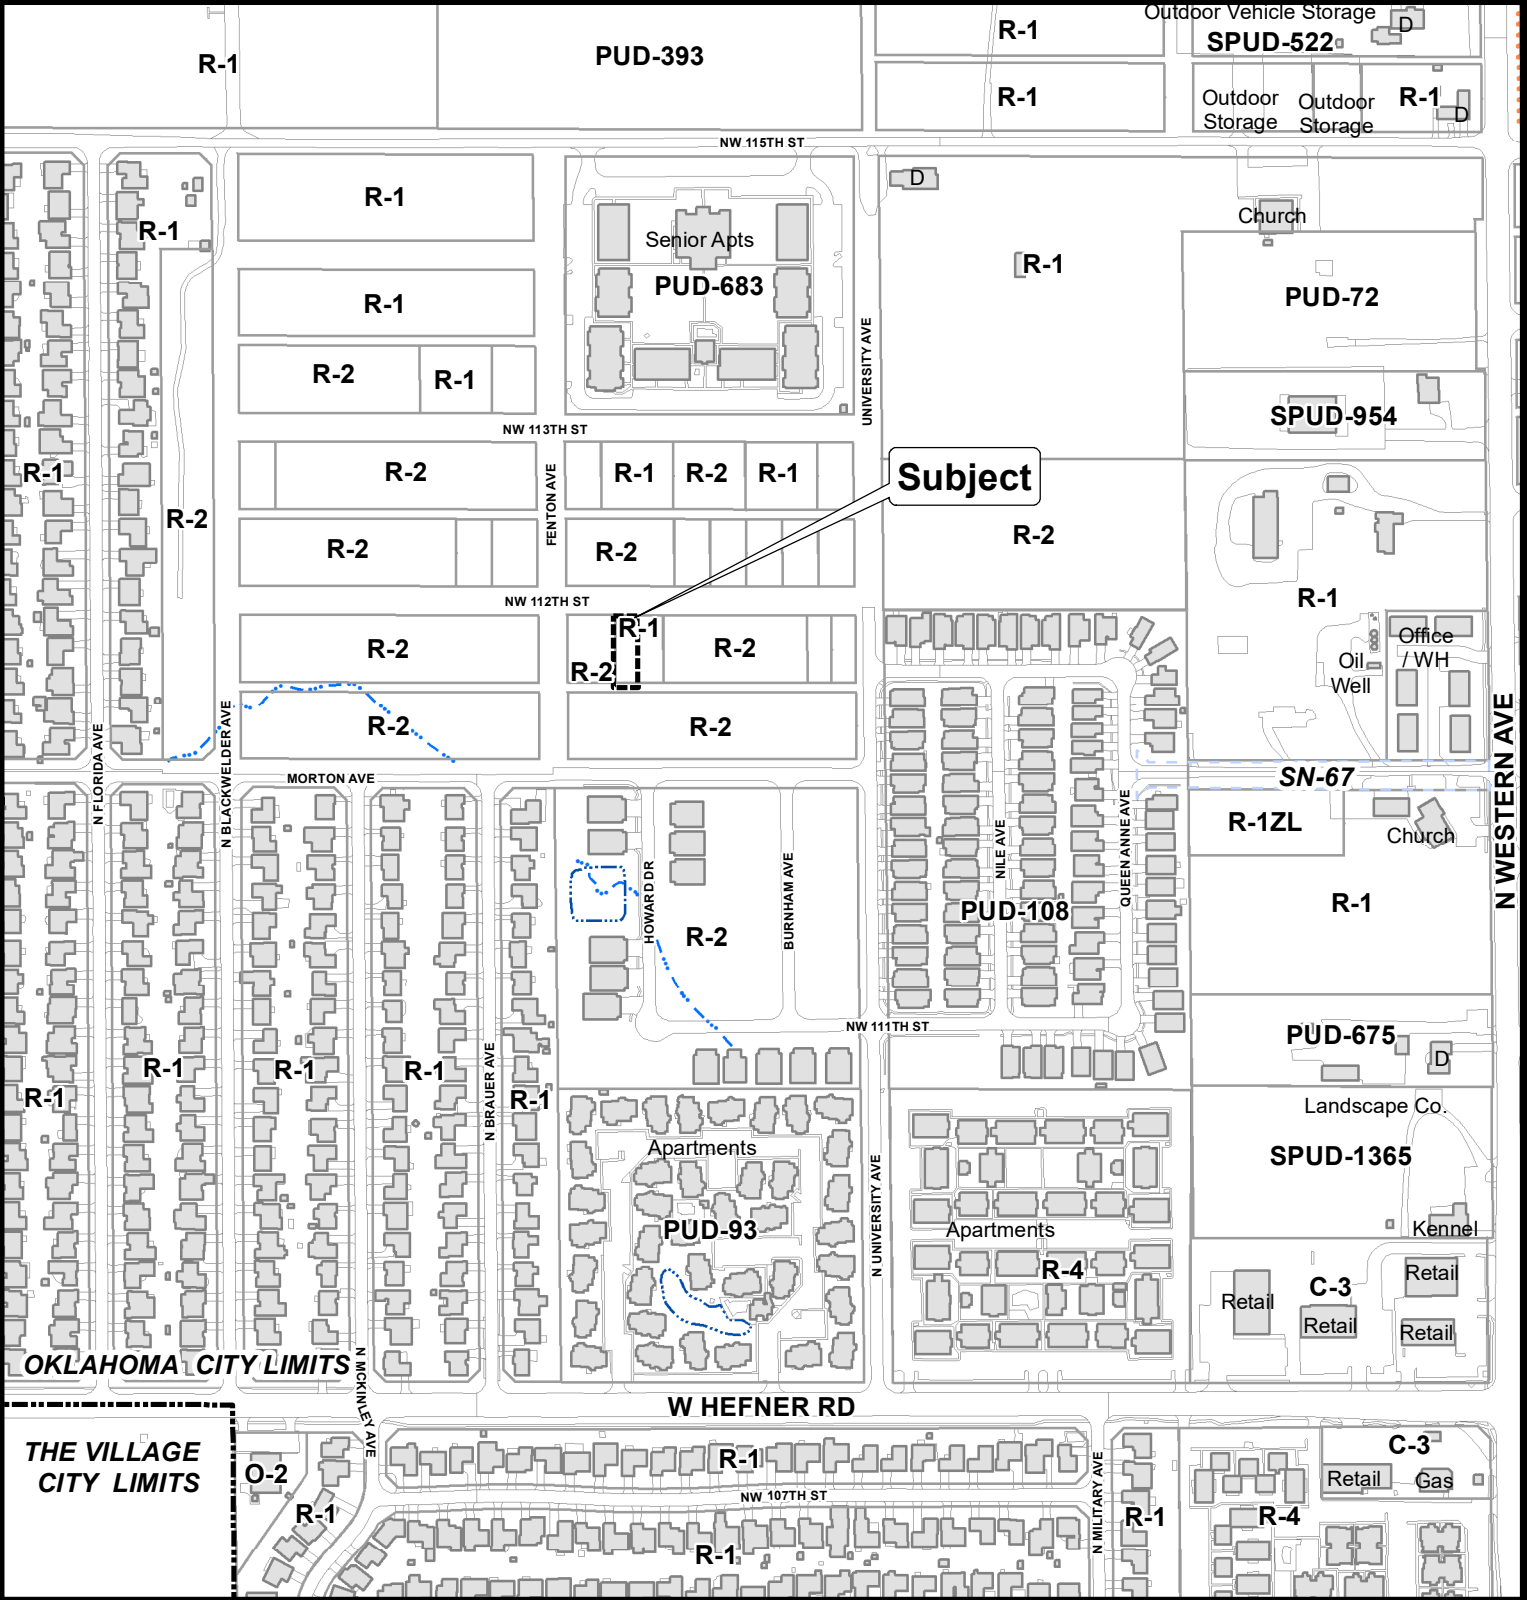 Outdoor Vehicle Storage
D
R-1
SPUD-522
PUD-393
R-1
R-1
R-1
Outdoor
Storage
Outdoor
Storage
D
NW 115TH ST
D
R-1
R-1
Church
Senior Apts
R-1
PUD-683
PUD-72
R-1
UNIVERSITY AVE
R-2
R-1
SPUD-954
NW 113TH ST
R-1
R-2
R-1
R-2
R-1
Subject
FENTON AVE
R-2
R-2
R-2
R-2
NW 112TH ST
R-1
R-1
Office
/ WH
R-2
R-2
R-2
Oil
Well
R-2
R-2
N FLORIDA AVE
N BLACKWELDER AVE
N WESTERN AVE
MORTON AVE
SN-67
R-1ZL
Church
HOWARD DR
BURNHAM AVE
NILE AVE
QUEEN ANNE AVE
R-1
R-2
PUD-108
NW 111TH ST
PUD-675
D
N BRAUER AVE
R-1
R-1
R-1
R-1
R-1
Landscape Co.
Apartments
SPUD-1365
N UNIVERSITY AVE
PUD-93
Apartments
Kennel
R-4
Retail
C-3
Retail
Retail
Retail
OKLAHOMA CITY LIMITS
N MCKINLEY AVE
W HEFNER RD
THE VILLAGE
CITY LIMITS
O-2
R-1
C-3
Retail
Gas
NW 107TH ST
N MILITARY AVE
R-1
R-1
R-4
R-1